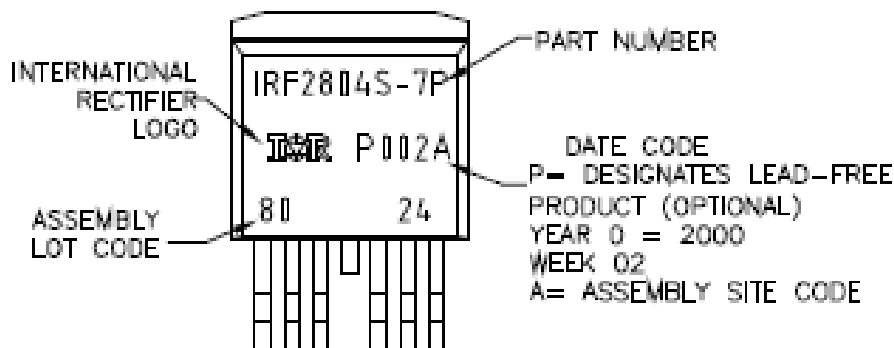 PART NUMBER
INTERNATIONAL
RECTIFIER
LOGO
IRF2804S-7P
IOR P002A
80 24
ASSEMBLY
LOT CODE
DATE CODE
P= DESIGNATES LEAD-FREE
PRODUCT (OPTIONAL)
YEAR 0 = 2000
WEEK 02
A= ASSEMBLY SITE CODE